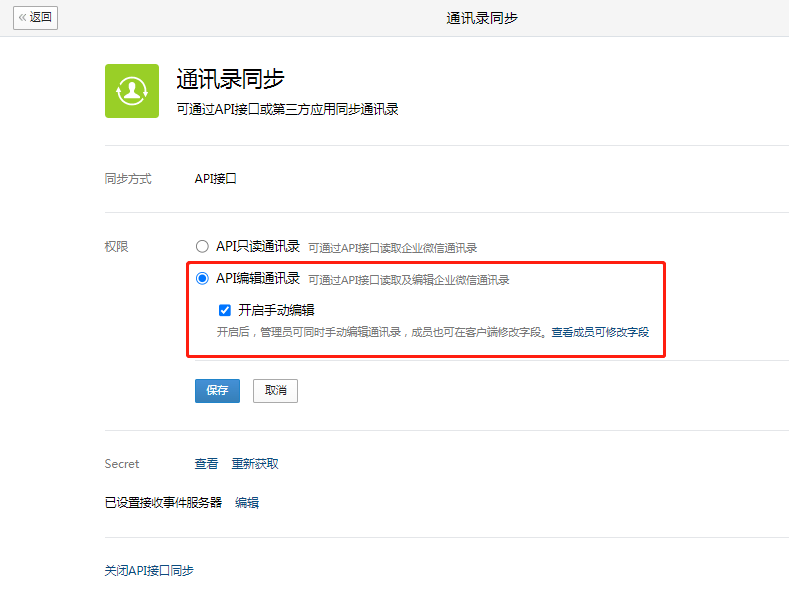 « 返回
通讯录同步
通讯录同步
可通过API接口或第三方应用同步通讯录
同步方式 API接口
权限 API只读通讯录 可通过API接口读取企业微信通讯录
API编辑通讯录 可通过API接口读取及编辑企业微信通讯录
开启手动编辑
开启后，管理员可同时手动编辑通讯录，成员也可在客户端修改字段。查看成员可修改字段
保存 取消
Secret 查看 重新获取
已设置接收事件服务器 编辑
关闭API接口同步